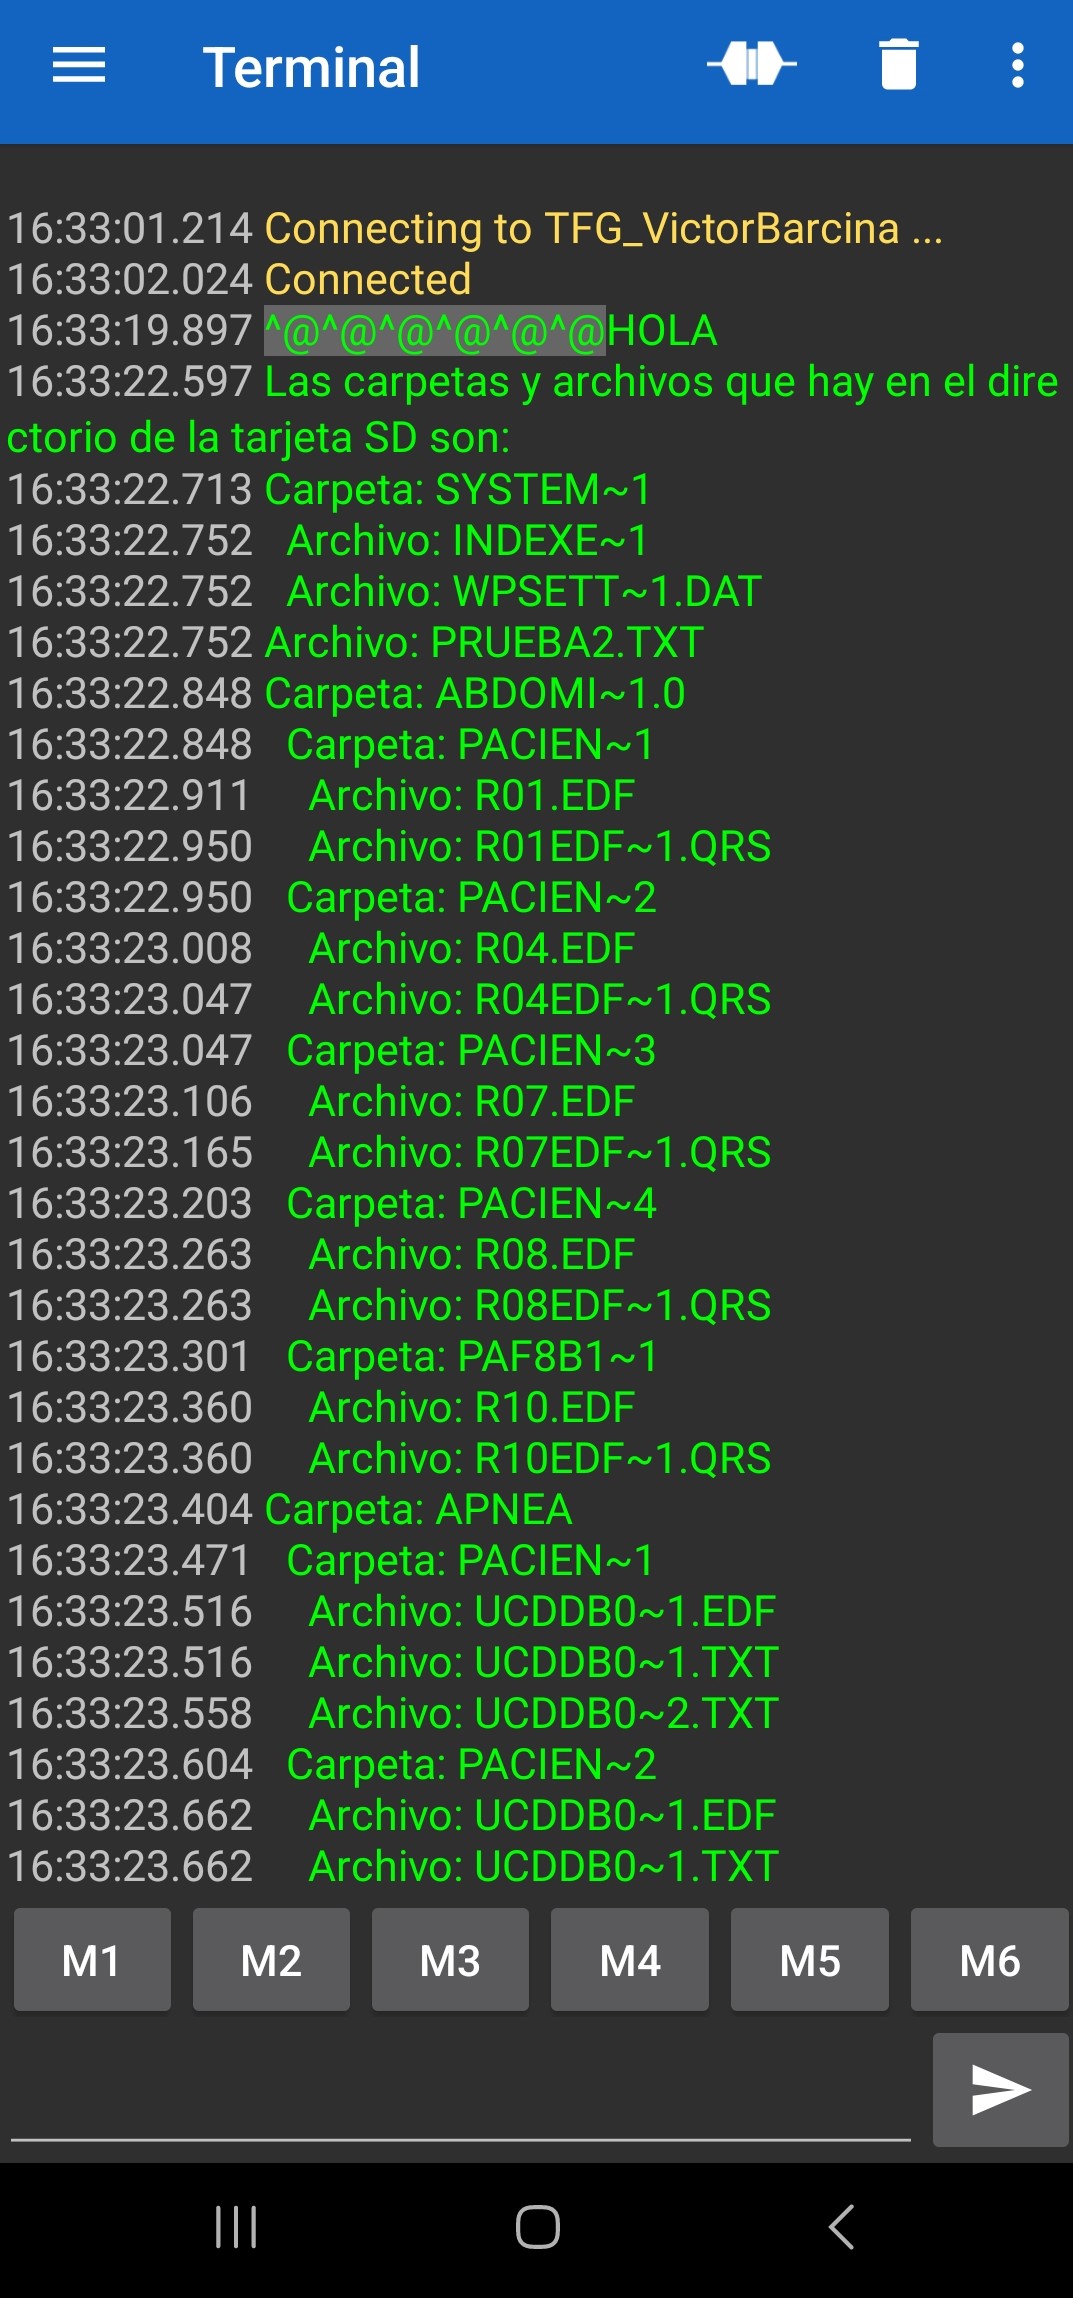 Terminal
16:33:01.214 Connecting to TFG_VictorBarcina ...
16:33:02.024 Connected
16:33:19.897 ^@^@^@^@^@^@HOLA
16:33:22.597 Las carpetas y archivos que hay en el dire
ctorio de la tarjeta SD son:
16:33:22.713 Carpeta: SYSTEM~1
16:33:22.752   Archivo: INDEXE~1
16:33:22.752   Archivo: WPSETT~1.DAT
16:33:22.752 Archivo: PRUEBA2.TXT
16:33:22.848 Carpeta: ABDOMI~1.0
16:33:22.848   Carpeta: PACIEN~1
16:33:22.911     Archivo: R01.EDF
16:33:22.950     Archivo: R01EDF~1.QRS
16:33:22.950   Carpeta: PACIEN~2
16:33:23.008     Archivo: R04.EDF
16:33:23.047     Archivo: R04EDF~1.QRS
16:33:23.047   Carpeta: PACIEN~3
16:33:23.106     Archivo: R07.EDF
16:33:23.165     Archivo: R07EDF~1.QRS
16:33:23.203   Carpeta: PACIEN~4
16:33:23.263     Archivo: R08.EDF
16:33:23.263     Archivo: R08EDF~1.QRS
16:33:23.301   Carpeta: PAF8B1~1
16:33:23.360     Archivo: R10.EDF
16:33:23.360     Archivo: R10EDF~1.QRS
16:33:23.404 Carpeta: APNEA
16:33:23.471   Carpeta: PACIEN~1
16:33:23.516     Archivo: UCDDB0~1.EDF
16:33:23.516     Archivo: UCDDB0~1.TXT
16:33:23.558     Archivo: UCDDB0~2.TXT
16:33:23.604   Carpeta: PACIEN~2
16:33:23.662     Archivo: UCDDB0~1.EDF
16:33:23.662     Archivo: UCDDB0~1.TXT
M1 M2 M3 M4 M5 M6